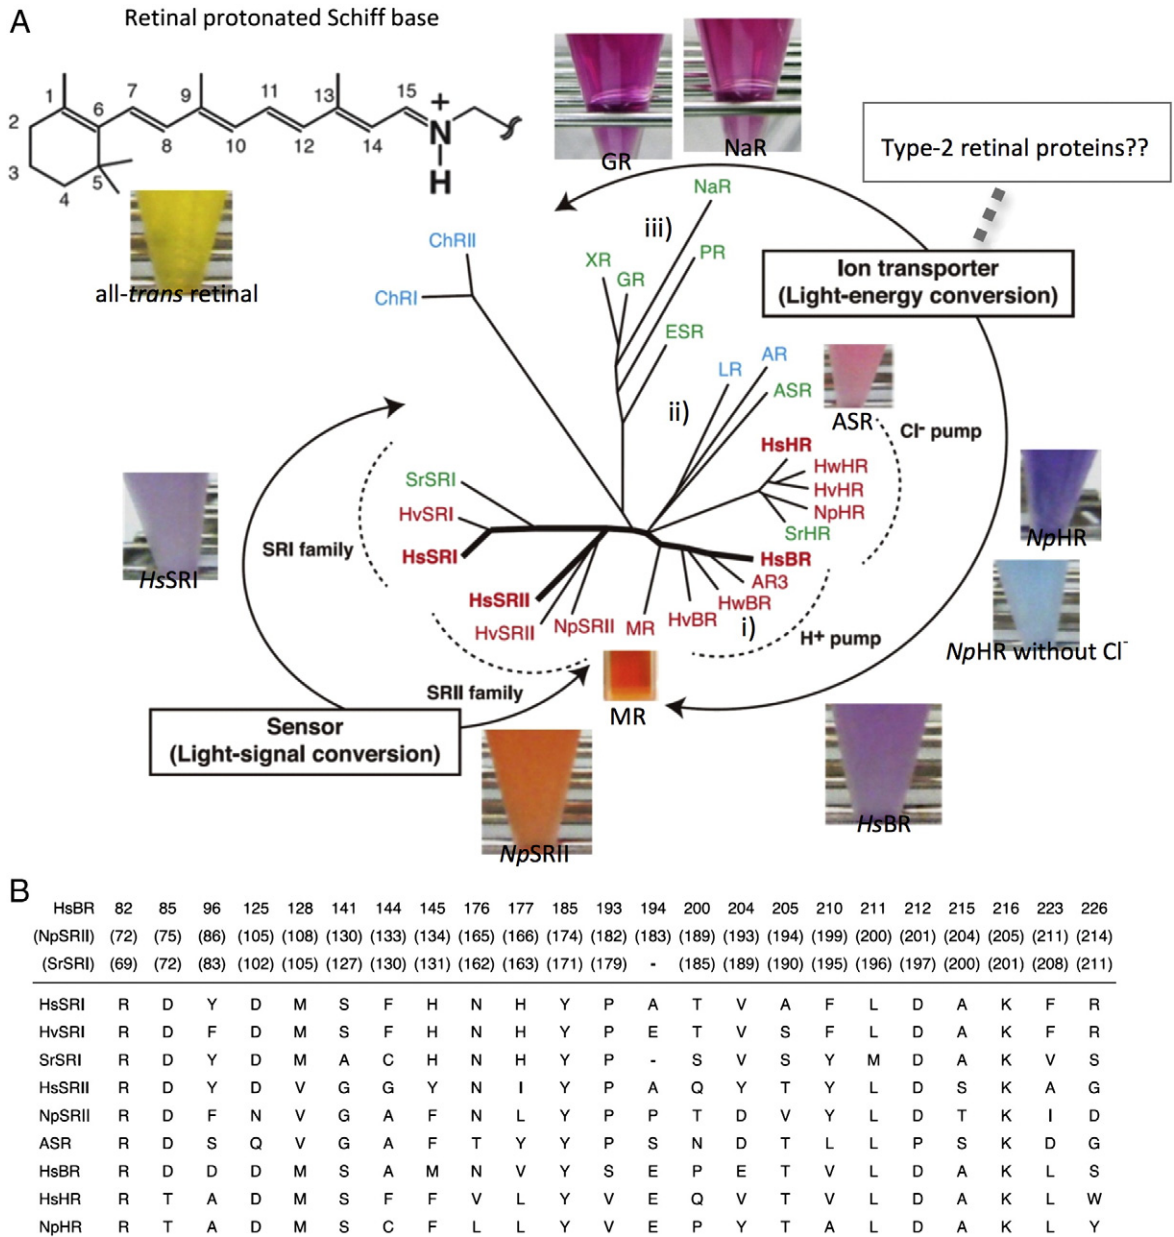 A
Retinal protonated Schiff base
1
2
3
4
5
6
7
8
9
10
11
12
13
14
15
+
N
H
all-trans retinal
GR
NaR
Type-2 retinal proteins??
Ion transporter
(Light-energy conversion)
NaR
iii)
PR
XR
GR
ESR
ChRII
ChRI
AR
LR
ASR
ii)
ASR
Cl- pump
HsHR
HwHR
HvHR
NpHR
SrHR
NpHR
NpHR without Cl-
SrSRI
HvSRI
HsSRI
SRI family
HsSRI
HsBR
AR3
HwBR
HvBR
i)
H+ pump
HsSRII
HvSRII
NpSRII
MR
SRII family
MR
Sensor
(Light-signal conversion)
NpSRII
HsBR
B
HsBR 82 85 96 125 128 141 144 145 176 177 185 193 194 200 204 205 210 211 212 215 216 223 226
(NpSRII) (72) (75) (86) (105) (108) (130) (133) (134) (165) (166) (174) (182) (183) (189) (193) (194) (199) (200) (201) (204) (205) (211) (214)
(SrSRI) (69) (72) (83) (102) (105) (127) (130) (131) (162) (163) (171) (179) - (185) (189) (190) (195) (196) (197) (200) (201) (208) (211)
HsSRI R D Y D M S F H N H Y P A T V A F L D A K F R
HvSRI R D F D M S F H N H Y P E T V S F L D A K F R
SrSRI R D Y D M A C H N H Y P - S V S Y M D A K V S
HsSRII R D Y D V G G Y N I Y P A Q Y T Y L D S K A G
NpSRII R D F N V G A F N L Y P P T D V Y L D T K I D
ASR R D S Q V G A F T Y Y P S N D T L L P S K D G
HsBR R D D D M S A M N V Y S E P E T V L D A K L S
HsHR R T A D M S F F V L Y V E Q V T V L D A K L W
NpHR R T A D M S C F L L Y V E P Y T A L D A K L Y